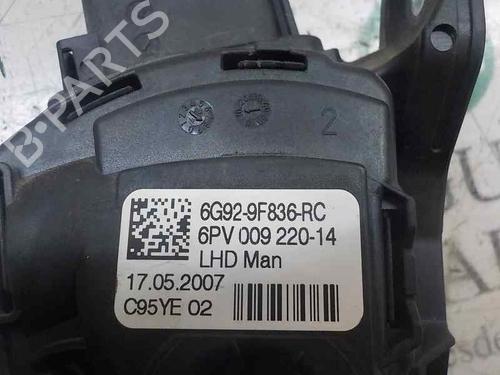 B-PARTS
2
6G92-9F836-RC
6PV 009 220-14
LHD Man
17.05.2007
C95YE 02